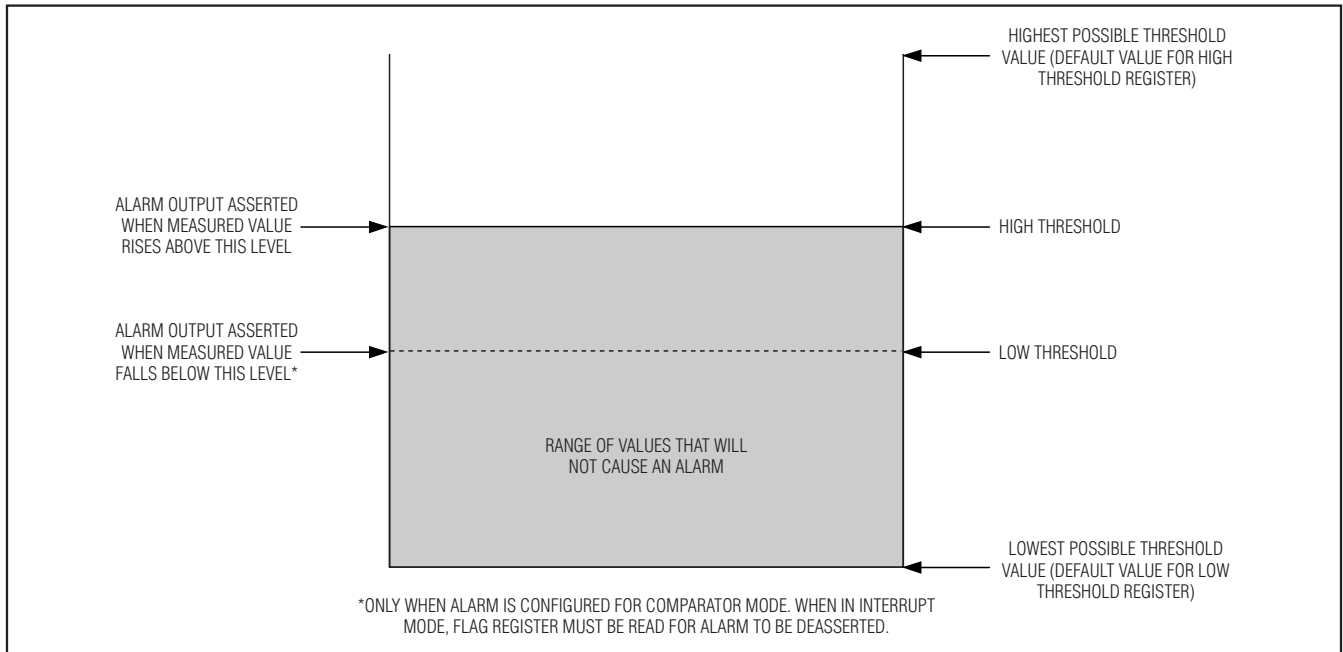 HIGHEST POSSIBLE THRESHOLD
VALUE (DEFAULT VALUE FOR HIGH
THRESHOLD REGISTER)
ALARM OUTPUT ASSERTED
WHEN MEASURED VALUE
RISES ABOVE THIS LEVEL
HIGH THRESHOLD
ALARM OUTPUT ASSERTED
WHEN MEASURED VALUE
FALLS BELOW THIS LEVEL*
LOW THRESHOLD
RANGE OF VALUES THAT WILL
NOT CAUSE AN ALARM
LOWEST POSSIBLE THRESHOLD
VALUE (DEFAULT VALUE FOR LOW
THRESHOLD REGISTER)
*ONLY WHEN ALARM IS CONFIGURED FOR COMPARATOR MODE. WHEN IN INTERRUPT
MODE, FLAG REGISTER MUST BE READ FOR ALARM TO BE DEASSERTED.